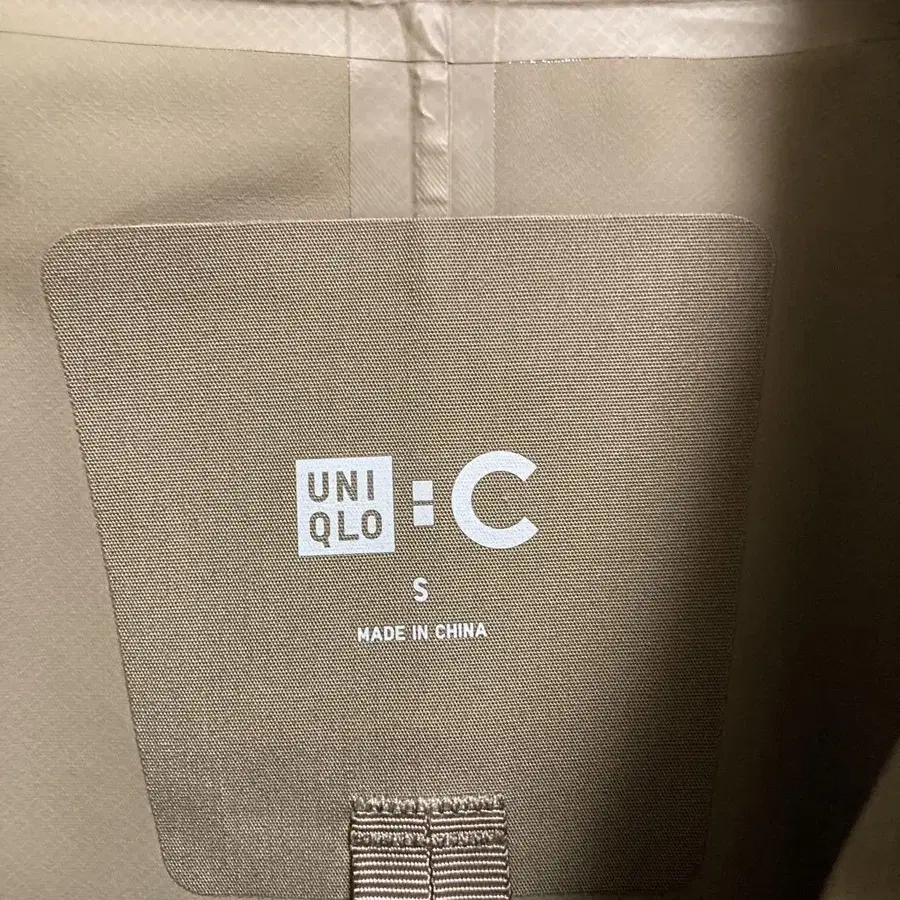 UNI
QLO : C
S
MADE IN CHINA